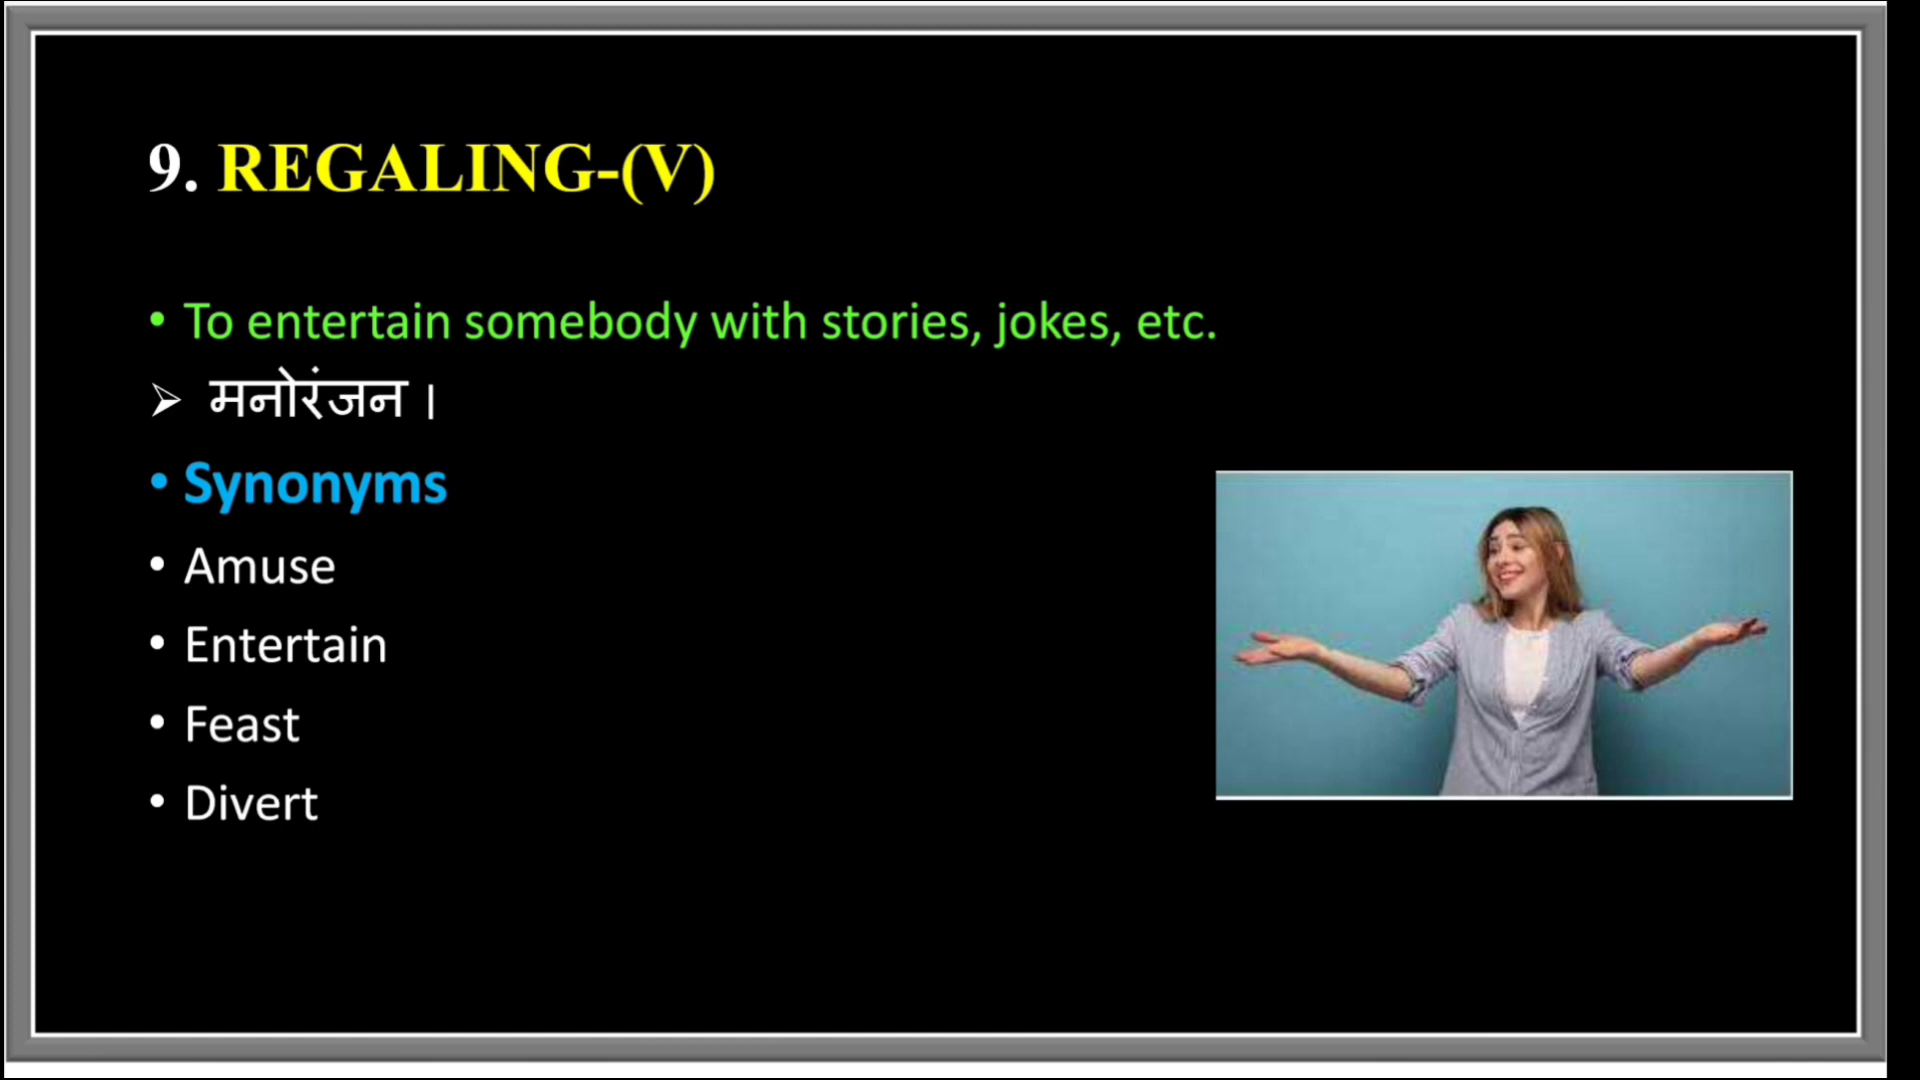 9. REGALING-(V)
• To entertain somebody with stories, jokes, etc.
➢ मनोरंजन ।
• Synonyms
• Amuse
• Entertain
• Feast
• Divert